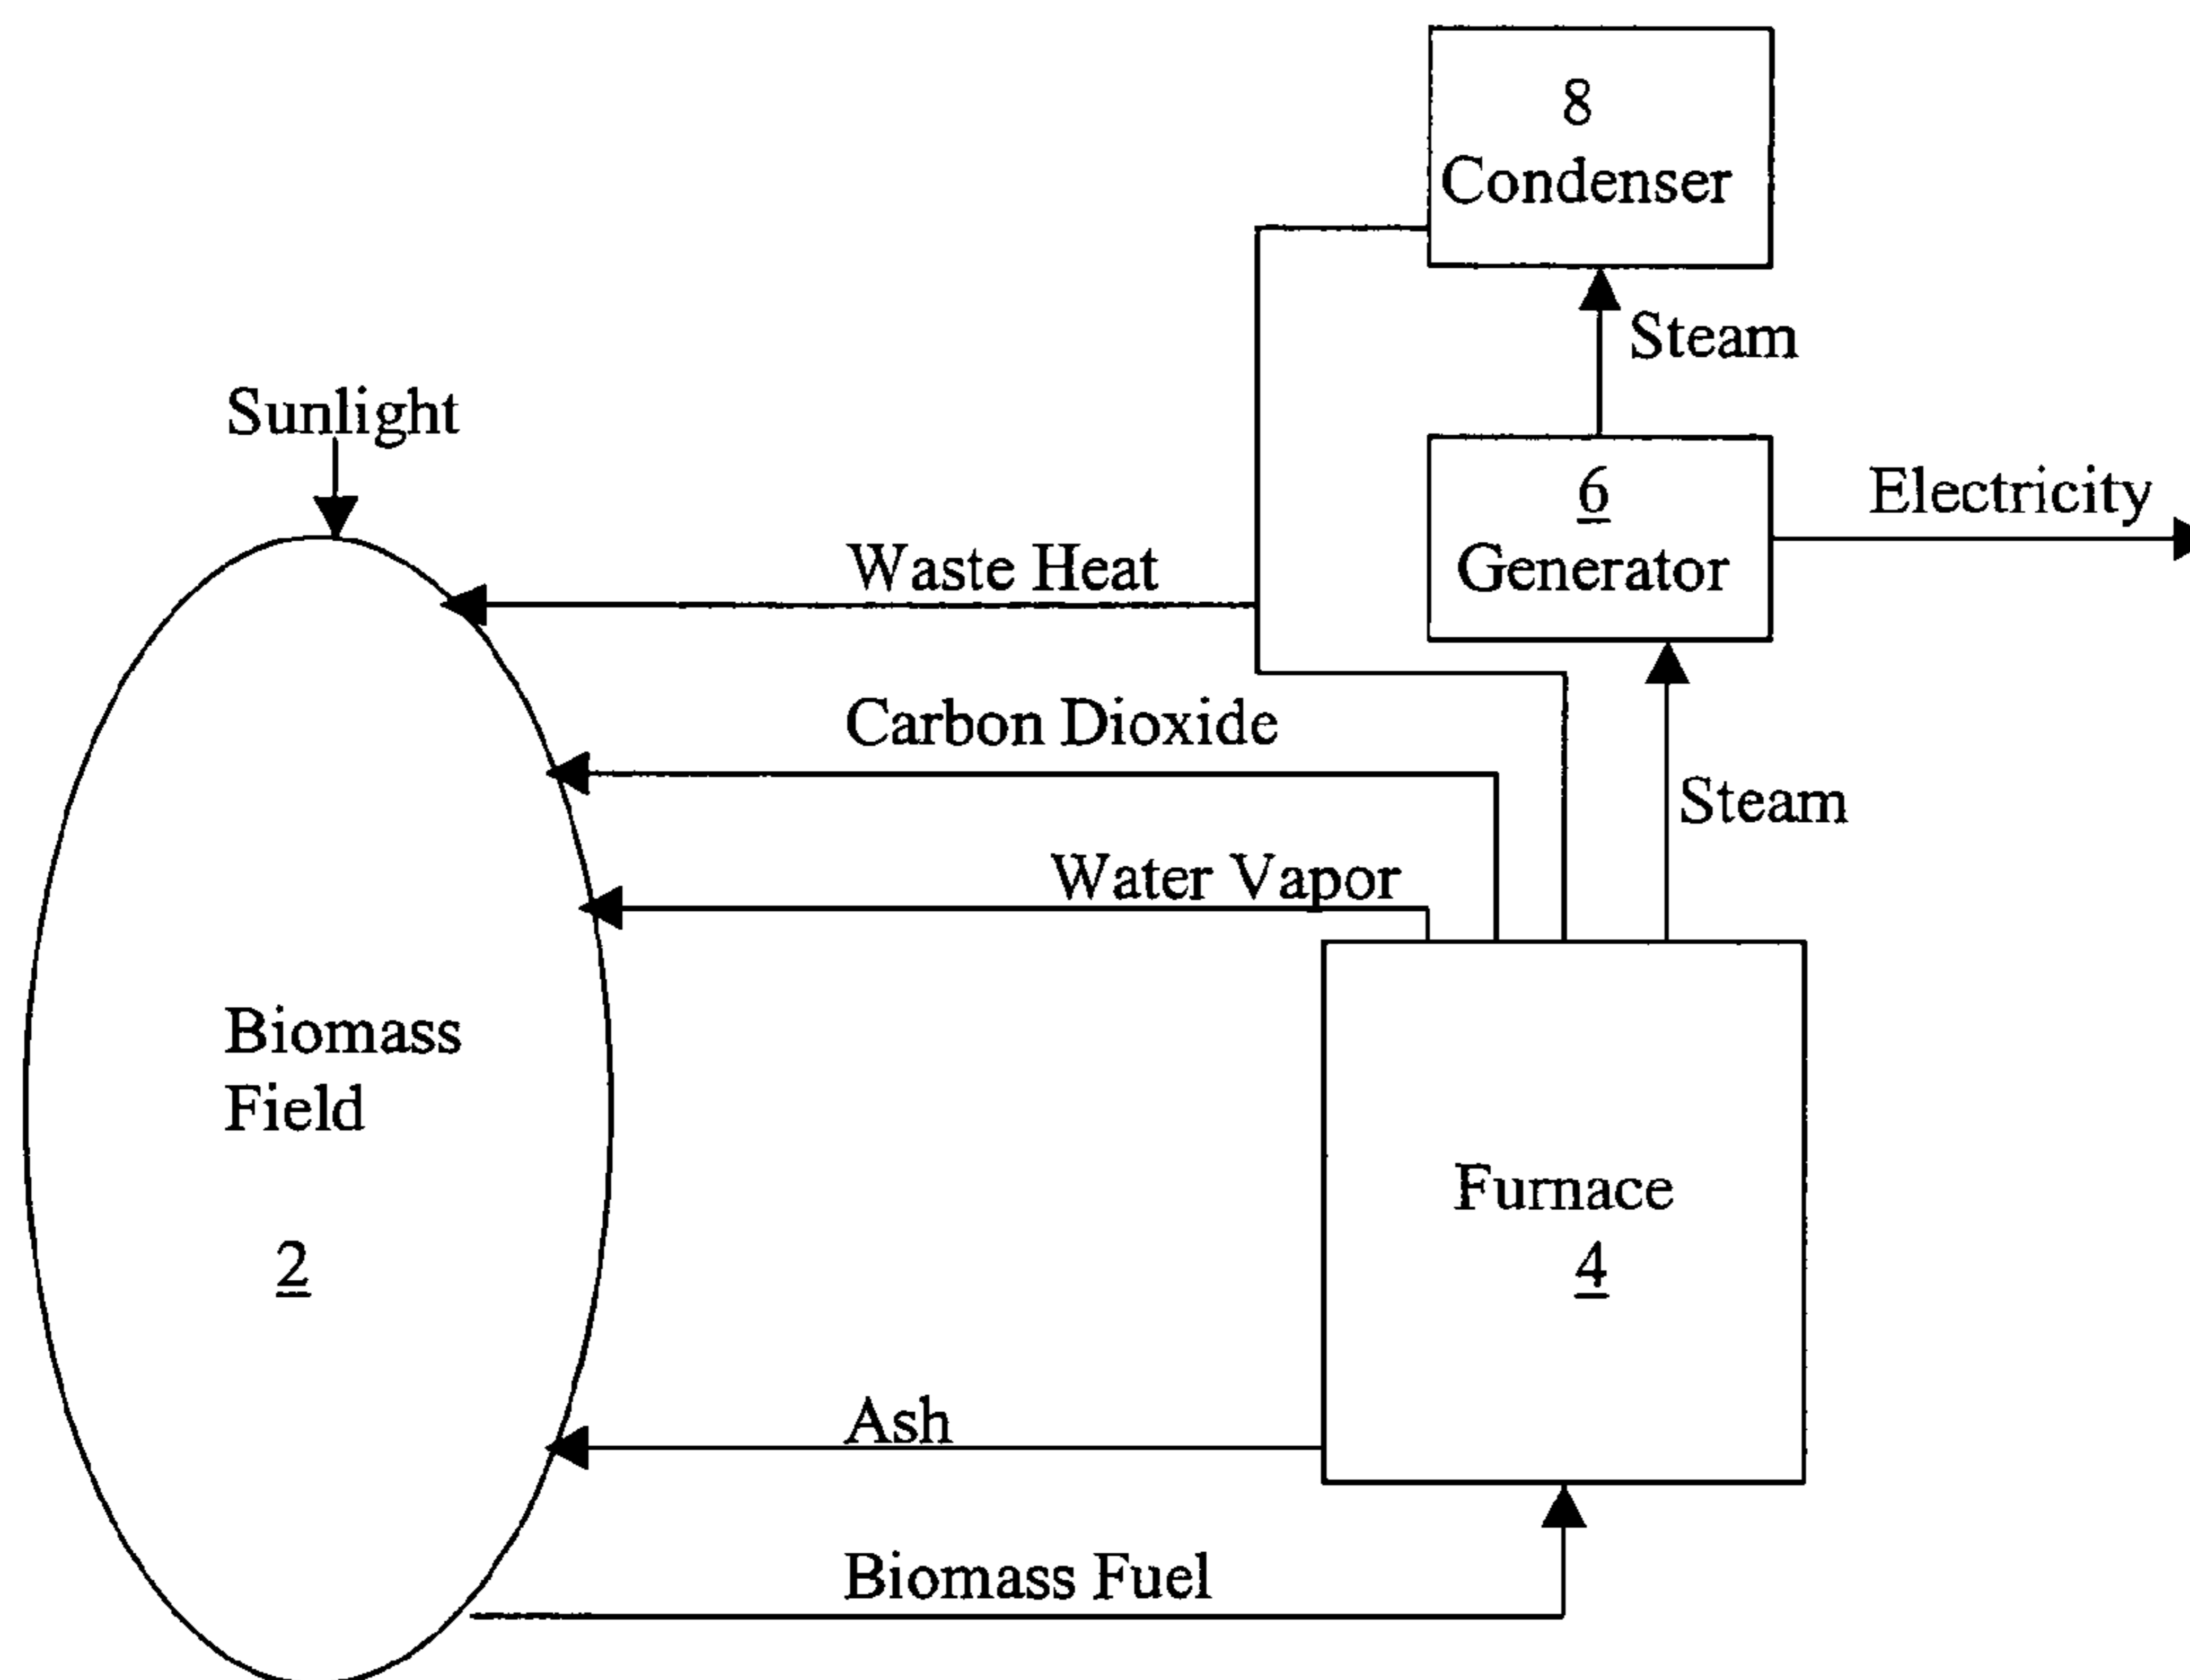 8
Condenser
Steam
Sunlight
6
Generator
Electricity
Waste Heat
Carbon Dioxide
Steam
Water Vapor
Biomass
Field
2
Furnace
4
Ash
Biomass Fuel